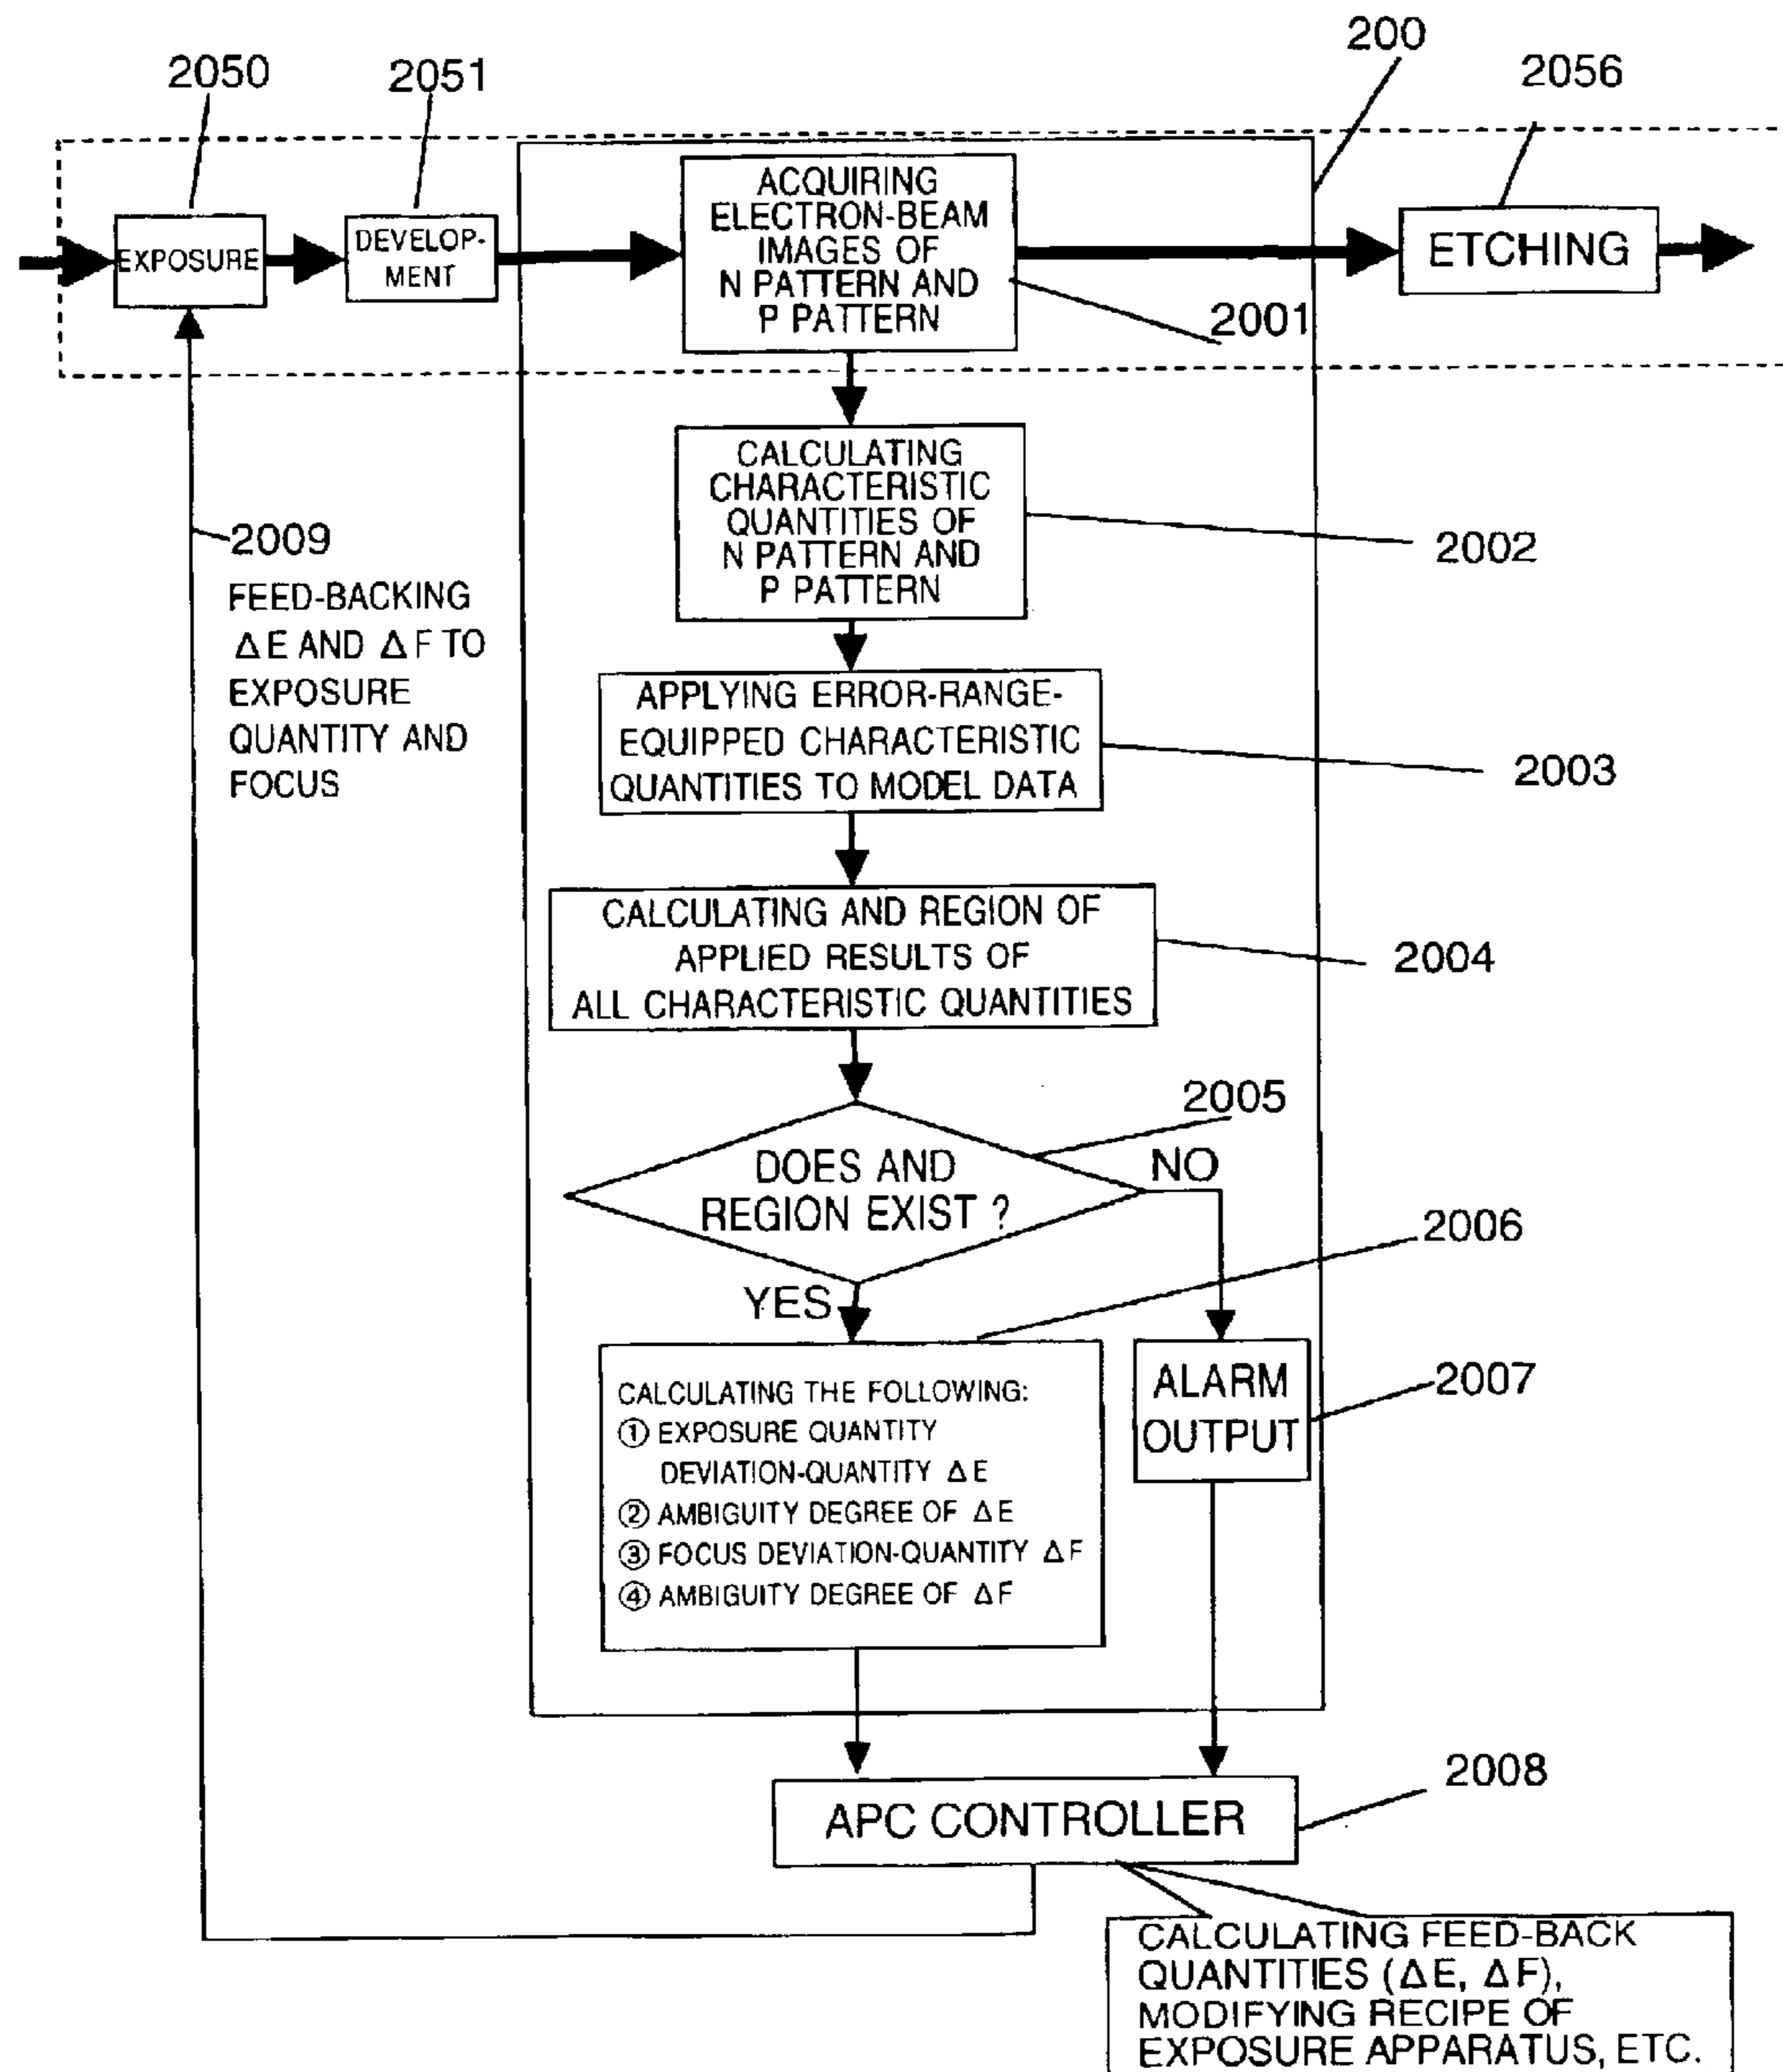 200
2050
2051
2056
EXPOSURE
DEVELOP-
MENT
ACQUIRING
ELECTRON-BEAM
IMAGES OF
N PATTERN AND
P PATTERN
ETCHING
2001
CALCULATING
CHARACTERISTIC
QUANTITIES OF
N PATTERN AND
P PATTERN
2002
2009
FEED-BACKING
ΔE AND ΔF TO
EXPOSURE
QUANTITY AND
FOCUS
APPLYING ERROR-RANGE-
EQUIPPED CHARACTERISTIC
QUANTITIES TO MODEL DATA
2003
CALCULATING AND REGION OF
APPLIED RESULTS OF
ALL CHARACTERISTIC QUANTITIES
2004
2005
DOES AND
REGION EXIST ?
NO
2006
YES
CALCULATING THE FOLLOWING:
① EXPOSURE QUANTITY
DEVIATION-QUANTITY ΔE
② AMBIGUITY DEGREE OF ΔE
③ FOCUS DEVIATION-QUANTITY ΔF
④ AMBIGUITY DEGREE OF ΔF
ALARM
OUTPUT
2007
2008
APC CONTROLLER
CALCULATING FEED-BACK
QUANTITIES (ΔE, ΔF),
MODIFYING RECIPE OF
EXPOSURE APPARATUS, ETC.